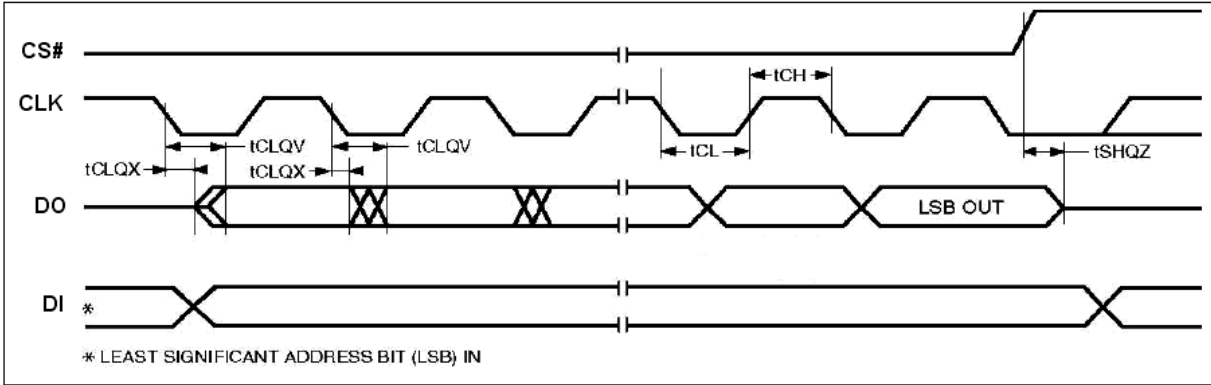 CS#
tCH
CLK
tCLQV
tCLQV
tCL
tSHQZ
tCLQX
tCLQX
DO
LSB OUT
DI
*
* LEAST SIGNIFICANT ADDRESS BIT (LSB) IN